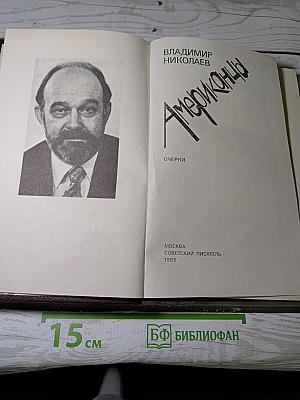 ВЛАДИМИР
НИКОЛАЕВ
Американцы
ОЧЕРКИ
МОСКВА
СОВЕТСКИЙ ПИСАТЕЛЬ
1985
15 см
БФ БИБЛИОФАН